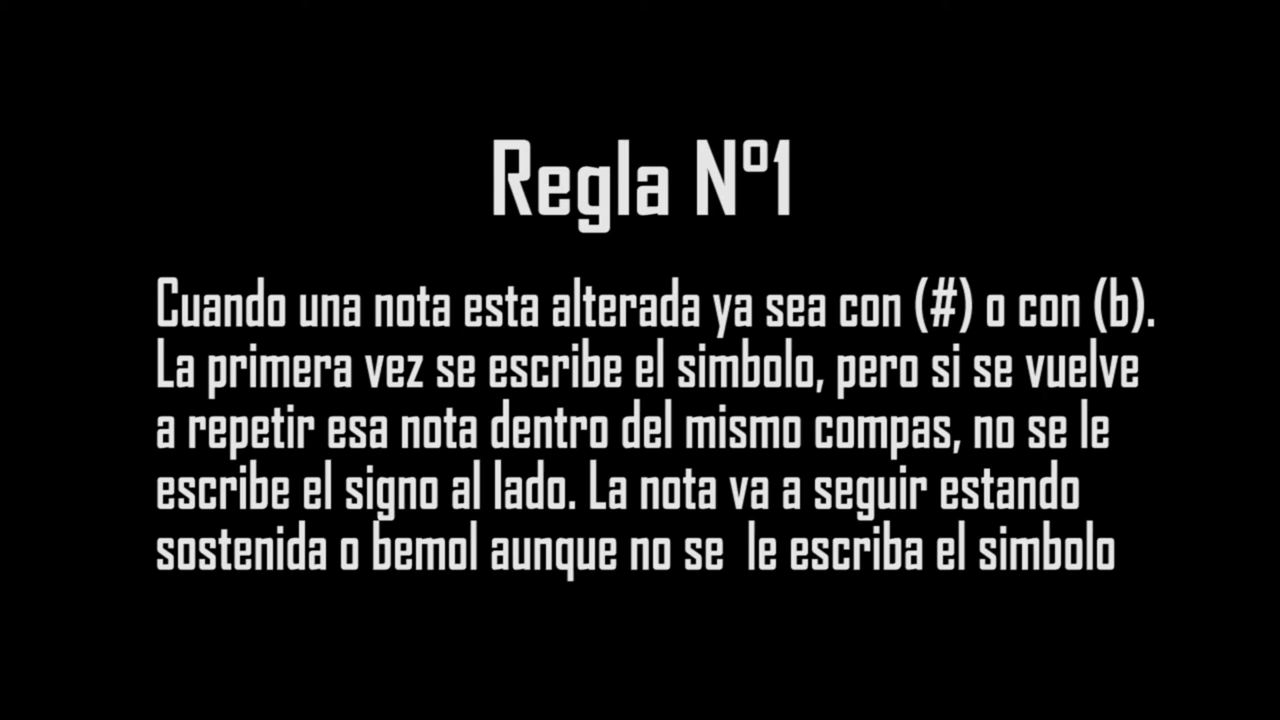 Regla Nº1
Cuando una nota esta alterada ya sea con (#) o con (b).
La primera vez se escribe el simbolo, pero si se vuelve
a repetir esa nota dentro del mismo compas, no se le
escribe el signo al lado. La nota va a seguir estando
sostenida o bemol aunque no se  le escriba el simbolo